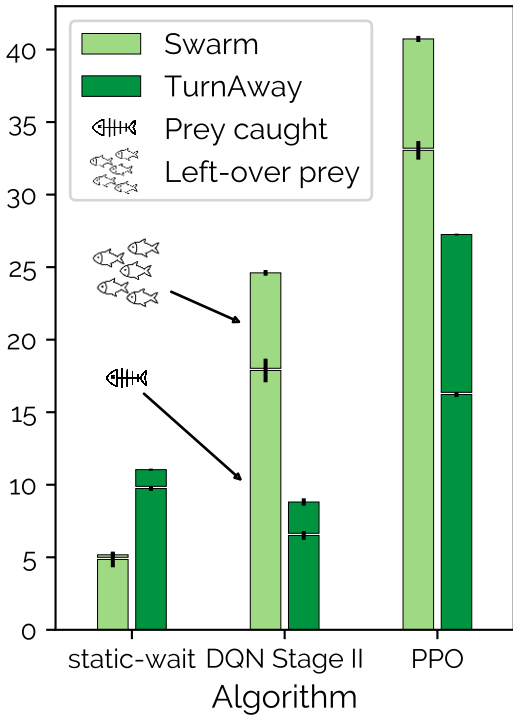 Swarm
TurnAway
Prey caught
Left-over prey
40
35
30
25
20
15
10
5
0
static-wait DQN Stage II PPO
Algorithm